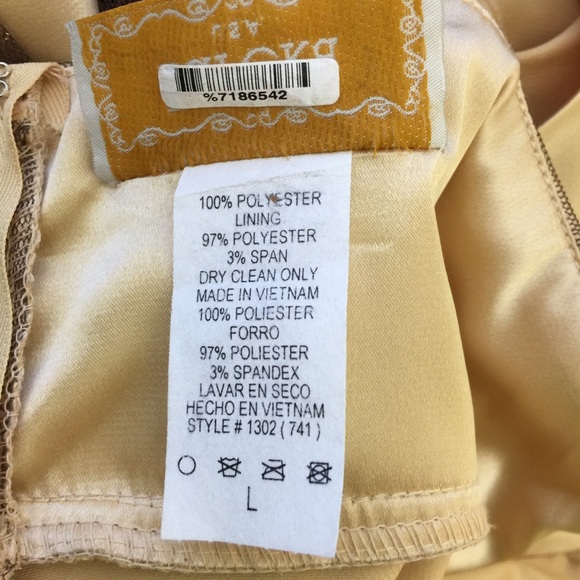 %7186542
100% POLYESTER
LINING
97% POLYESTER
3% SPAN
DRY CLEAN ONLY
MADE IN VIETNAM
100% POLIESTER
FORRO
97% POLIESTER
3% SPANDEX
LAVAR EN SECO
HECHO EN VIETNAM
STYLE # 1302 ( 741 )
L